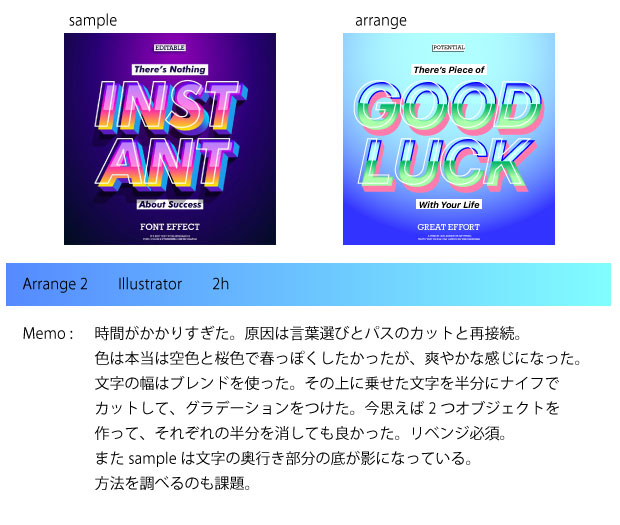 sample
arrange
EDITABLE
There's Nothing
INST
ANT
About Success
FONT EFFECT
POTENTIAL
There's Piece of
GOOD
LUCK
With Your Life
GREAT EFFORT
Arrange 2 Illustrator 2h
Memo : 時間がかかりすぎた。原因は言葉選びとパスのカットと再接続。
色は本当は空色と桜色で春っぽくしたかったが、爽やかな感じになった。
文字の幅はブレンドを使った。その上に乗せた文字を半分にナイフで
カットして、グラデーションをつけた。今思えば 2 つオブジェクトを
作って、それぞれの半分を消しても良かった。リベンジ必須。
また sample は文字の奥行き部分の底が影になっている。
方法を調べるのも課題。